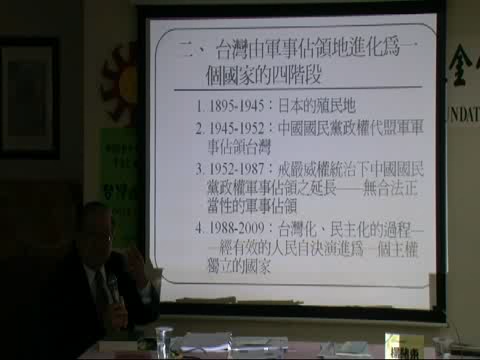 二、台灣由軍事佔領地進化為一
個國家的四階段
1. 1895-1945：日本的殖民地
2. 1945-1952：中國國民黨政權代盟軍軍
事佔領台灣
3. 1952-1987：戒嚴威權統治下中國國民
黨政權軍事佔領之延長——無合法正
當性的軍事佔領
4. 1988-2009：台灣化、民主化的過程—
—經有效的人民自決演進為一個主權
獨立的國家
金
UNDAT
台灣